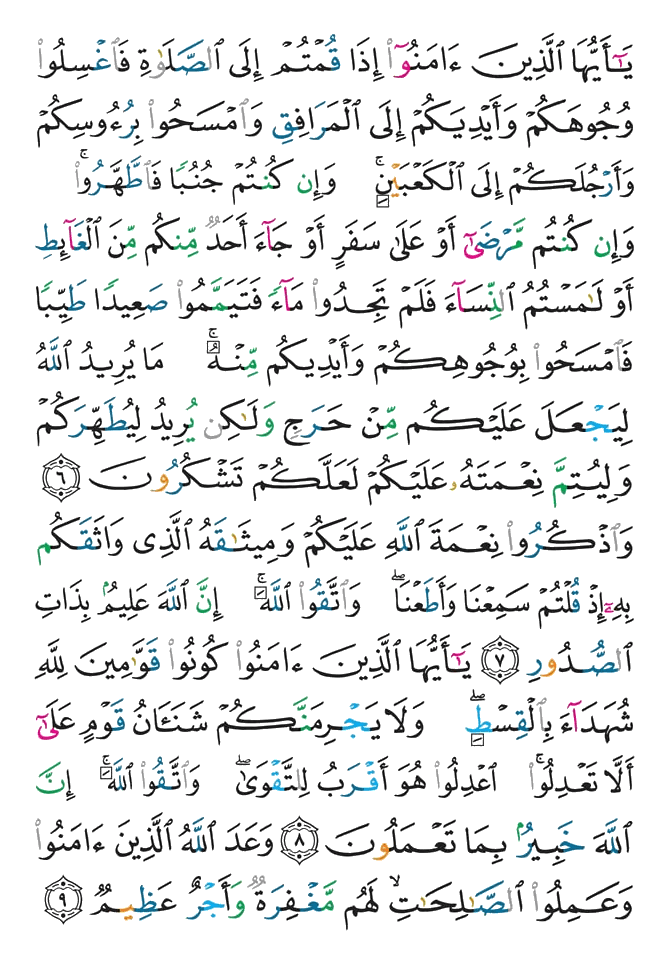 يَـٰٓأَيُّهَا ٱلَّذِينَ ءَامَنُوٓا۟ إِذَا قُمْتُمْ إِلَى ٱلصَّلَوٰةِ فَٱغْسِلُوا۟
وُجُوهَكُمْ وَأَيْدِيَكُمْ إِلَى ٱلْمَرَافِقِ وَٱمْسَحُوا۟ بِرُءُوسِكُمْ
وَأَرْجُلَكُمْ إِلَى ٱلْكَعْبَيْنِ ۚ وَإِن كُنتُمْ جُنُبًا فَٱطَّهَّرُوا۟ ۚ
وَإِن كُنتُم مَّرْضَىٰٓ أَوْ عَلَىٰ سَفَرٍ أَوْ جَآءَ أَحَدٌ مِّنكُم مِّنَ ٱلْغَآئِطِ
أَوْ لَـٰمَسْتُمُ ٱلنِّسَآءَ فَلَمْ تَجِدُوا۟ مَآءً فَتَيَمَّمُوا۟ صَعِيدًا طَيِّبًا
فَٱمْسَحُوا۟ بِوُجُوهِكُمْ وَأَيْدِيكُم مِّنْهُ ۚ مَا يُرِيدُ ٱللَّهُ
لِيَجْعَلَ عَلَيْكُم مِّنْ حَرَجٍ وَلَـٰكِن يُرِيدُ لِيُطَهِّرَكُمْ
وَلِيُتِمَّ نِعْمَتَهُۥ عَلَيْكُمْ لَعَلَّكُمْ تَشْكُرُونَ ٦
وَٱذْكُرُوا۟ نِعْمَةَ ٱللَّهِ عَلَيْكُمْ وَمِيثَـٰقَهُ ٱلَّذِى وَاثَقَكُم
بِهِۦٓ إِذْ قُلْتُمْ سَمِعْنَا وَأَطَعْنَا ۖ وَٱتَّقُوا۟ ٱللَّهَ ۚ إِنَّ ٱللَّهَ عَلِيمٌۢ بِذَاتِ
ٱلصُّدُورِ ٧ يَـٰٓأَيُّهَا ٱلَّذِينَ ءَامَنُوا۟ كُونُوا۟ قَوَّٰمِينَ لِلَّهِ
شُهَدَآءَ بِٱلْقِسْطِ ۖ وَلَا يَجْرِمَنَّكُمْ شَنَـَٔانُ قَوْمٍ عَلَىٰٓ
أَلَّا تَعْدِلُوا۟ ۚ ٱعْدِلُوا۟ هُوَ أَقْرَبُ لِلتَّقْوَىٰ ۖ وَٱتَّقُوا۟ ٱللَّهَ ۚ إِنَّ
ٱللَّهَ خَبِيرٌۢ بِمَا تَعْمَلُونَ ٨ وَعَدَ ٱللَّهُ ٱلَّذِينَ ءَامَنُوا۟
وَعَمِلُوا۟ ٱلصَّـٰلِحَـٰتِ ۙ لَهُم مَّغْفِرَةٌ وَأَجْرٌ عَظِيمٌ ٩